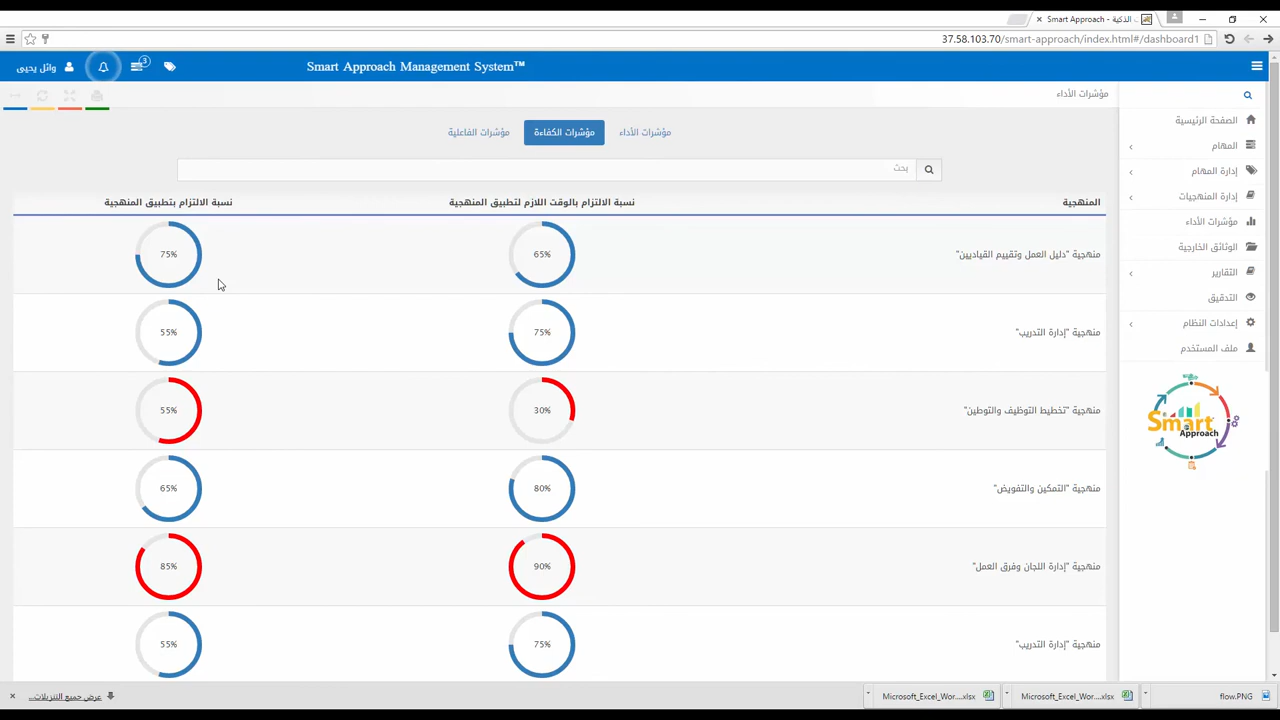 Smart Approach - الذكية
37.58.103.70/smart-approach/index.html#/dashboard1
Smart Approach Management System™
3
وائل يحيى
مؤشرات الأداء
الصفحة الرئيسية
المهام
إدارة المهام
إدارة المنهجيات
مؤشرات الأداء
الوثائق الخارجية
التقارير
التدقيق
إعدادات النظام
ملف المستخدم
Smart
Approach
مؤشرات الأداء
مؤشرات الكفاءة
مؤشرات الفاعلية
بحث
المنهجية
نسبة الالتزام بالوقت اللازم لتطبيق المنهجية
نسبة الالتزام بتطبيق المنهجية
منهجية "دليل العمل وتقييم القياديين"
65%
75%
منهجية "إدارة التدريب"
75%
55%
منهجية "تخطيط التوظيف والتوطين"
30%
55%
منهجية "التمكين والتفويض"
80%
65%
منهجية "إدارة اللجان وفرق العمل"
90%
85%
منهجية "إدارة التدريب"
75%
55%
flow.PNG
Microsoft_Excel_Wor....xlsx
Microsoft_Excel_Wor....xlsx
عرض جميع التنزيلات...